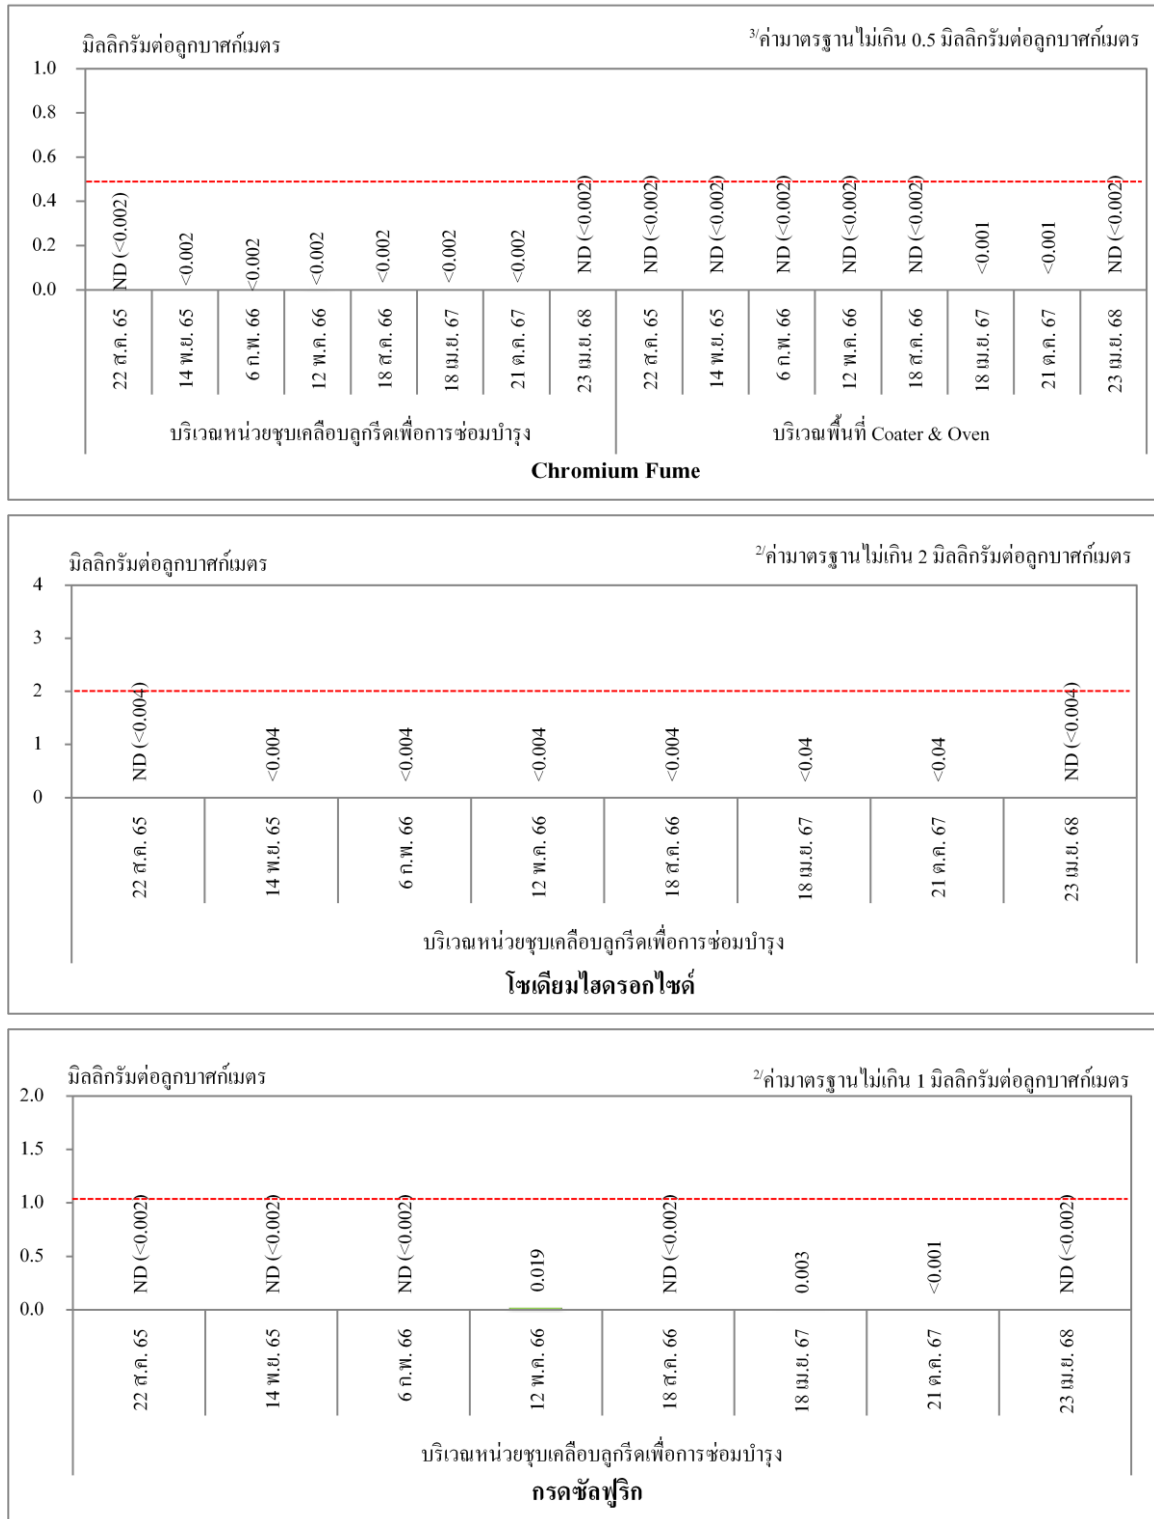 มิลลิกรัมต่อลูกบาศก์เมตร
3/ค่ามาตรฐานไม่เกิน 0.5 มิลลิกรัมต่อลูกบาศก์เมตร
1.0
0.8
0.6
0.4
0.2
0.0
ND (<0.002)
<0.002
<0.002
<0.002
<0.002
<0.002
<0.002
ND (<0.002)
ND (<0.002)
ND (<0.002)
ND (<0.002)
ND (<0.002)
ND (<0.002)
<0.001
<0.001
ND (<0.002)
22 ส.ค. 65
14 พ.ย. 65
6 ก.พ. 66
12 พ.ค. 66
18 ส.ค. 66
18 เม.ย. 67
21 ต.ค. 67
23 เม.ย. 68
22 ส.ค. 65
14 พ.ย. 65
6 ก.พ. 66
12 พ.ค. 66
18 ส.ค. 66
18 เม.ย. 67
21 ต.ค. 67
23 เม.ย. 68
บริเวณหน่วยชุบเคลือบลูกรีดเพื่อการซ่อมบำรุง
บริเวณพื้นที่ Coater & Oven
Chromium Fume
มิลลิกรัมต่อลูกบาศก์เมตร
2/ค่ามาตรฐานไม่เกิน 2 มิลลิกรัมต่อลูกบาศก์เมตร
4
3
2
1
0
ND (<0.004)
<0.004
<0.004
<0.004
<0.004
<0.04
<0.04
ND (<0.004)
22 ส.ค. 65
14 พ.ย. 65
6 ก.พ. 66
12 พ.ค. 66
18 ส.ค. 66
18 เม.ย. 67
21 ต.ค. 67
23 เม.ย. 68
บริเวณหน่วยชุบเคลือบลูกรีดเพื่อการซ่อมบำรุง
โซเดียมไฮดรอกไซด์
มิลลิกรัมต่อลูกบาศก์เมตร
2/ค่ามาตรฐานไม่เกิน 1 มิลลิกรัมต่อลูกบาศก์เมตร
2.0
1.5
1.0
0.5
0.0
ND (<0.002)
ND (<0.002)
ND (<0.002)
0.019
ND (<0.002)
0.003
<0.001
ND (<0.002)
22 ส.ค. 65
14 พ.ย. 65
6 ก.พ. 66
12 พ.ค. 66
18 ส.ค. 66
18 เม.ย. 67
21 ต.ค. 67
23 เม.ย. 68
บริเวณหน่วยชุบเคลือบลูกรีดเพื่อการซ่อมบำรุง
กรดซัลฟูริก